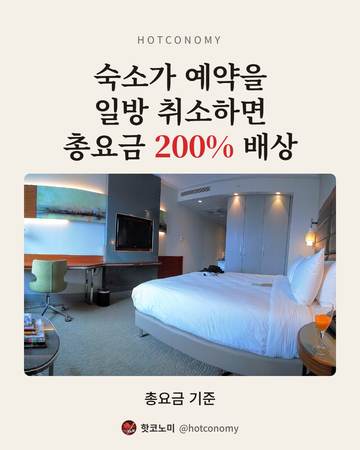 HOTCONOMY
숙소가 예약을
일방 취소하면
총요금 200% 배상
총요금 기준
핫코노미 @hotconomy